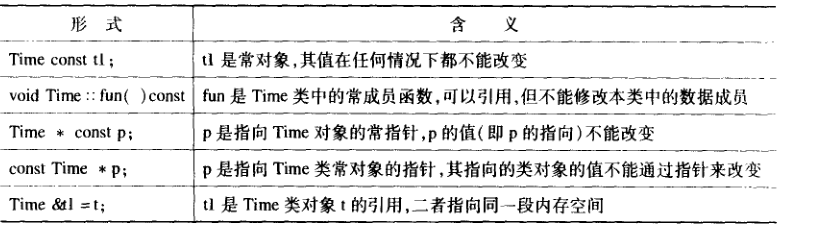 形 式 含 义
Time const t1; t1 是常对象,其值在任何情况下都不能改变
void Time::fun( )const fun 是 Time 类中的常成员函数,可以引用,但不能修改本类中的数据成员
Time * const p; p 是指向 Time 对象的常指针,p 的值(即 p 的指向)不能改变
const Time *p; p 是指向 Time 类常对象的指针,其指向的类对象的值不能通过指针来改变
Time &t1 =t; t1 是 Time 类对象 t 的引用,二者指向同一段内存空间